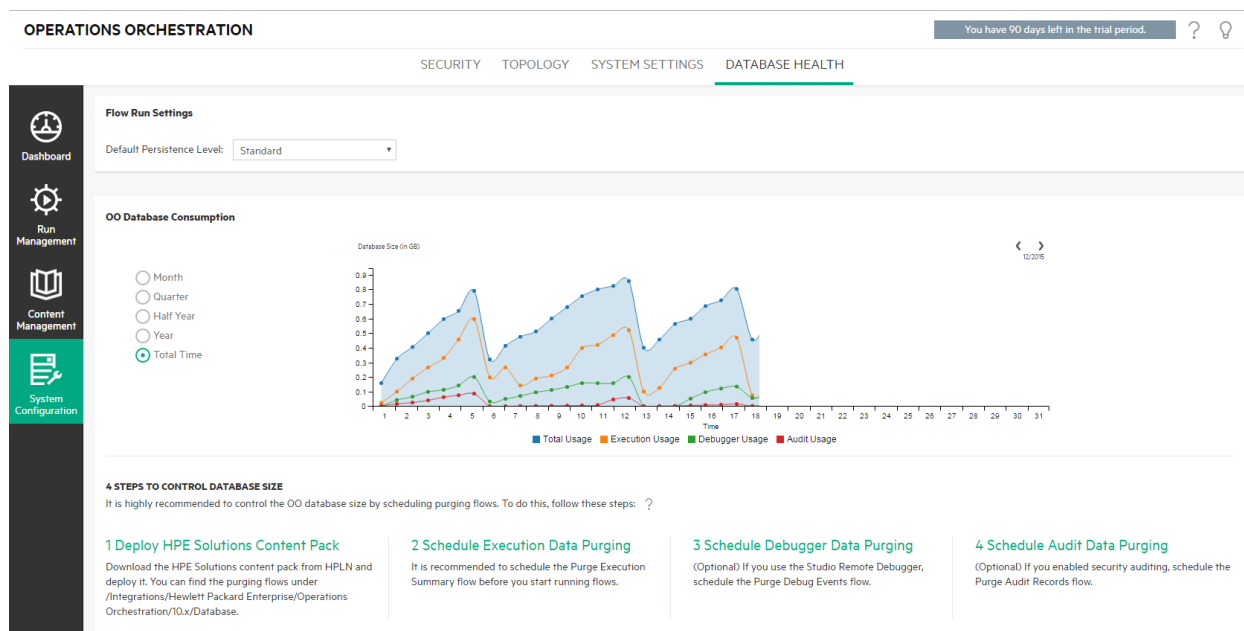 OPERATIONS ORCHESTRATION
You have 90 days left in the trial period.
?
SECURITY TOPOLOGY SYSTEM SETTINGS DATABASE HEALTH
Dashboard
Run
Management
Content
Management
System
Configuration
Flow Run Settings
Default Persistence Level: Standard
OO Database Consumption
Month
Quarter
Half Year
Year
Total Time
Database Size (in GB)
12/2015
0.9
0.8
0.7
0.6
0.5
0.4
0.3
0.2
0.1
0
1 2 3 4 5 6 7 8 9 10 11 12 13 14 15 16 17 18 19 20 21 22 23 24 25 26 27 28 29 30 31
Time
Total Usage Execution Usage Debugger Usage Audit Usage
4 STEPS TO CONTROL DATABASE SIZE
It is highly recommended to control the OO database size by scheduling purging flows. To do this, follow these steps: ?
1 Deploy HPE Solutions Content Pack
Download the HPE Solutions content pack from HPLN and
deploy it. You can find the purging flows under
/Integrations/Hewlett Packard Enterprise/Operations
Orchestration/10.x/Database.
2 Schedule Execution Data Purging
It is recommended to schedule the Purge Execution
Summary flow before you start running flows.
3 Schedule Debugger Data Purging
(Optional) If you use the Studio Remote Debugger,
schedule the Purge Debug Events flow.
4 Schedule Audit Data Purging
(Optional) If you enabled security auditing, schedule the
Purge Audit Records flow.